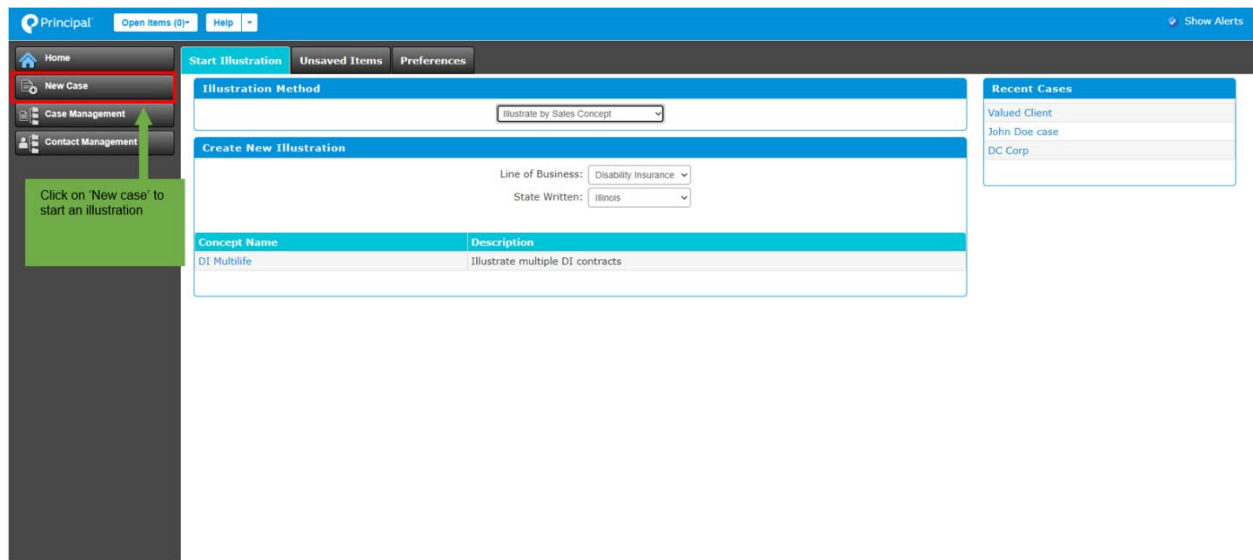 Principal
Open Items (0)
Help
Show Alerts
Home
New Case
Case Management
Contact Management
Click on 'New case' to
start an illustration
Start Illustration
Unsaved Items
Preferences
Illustration Method
Illustrate by Sales Concept
Create New Illustration
Line of Business: Disability Insurance
State Written: Illinois
Concept Name Description
DI Multilife Illustrate multiple DI contracts
Recent Cases
Valued Client
John Doe case
DC Corp